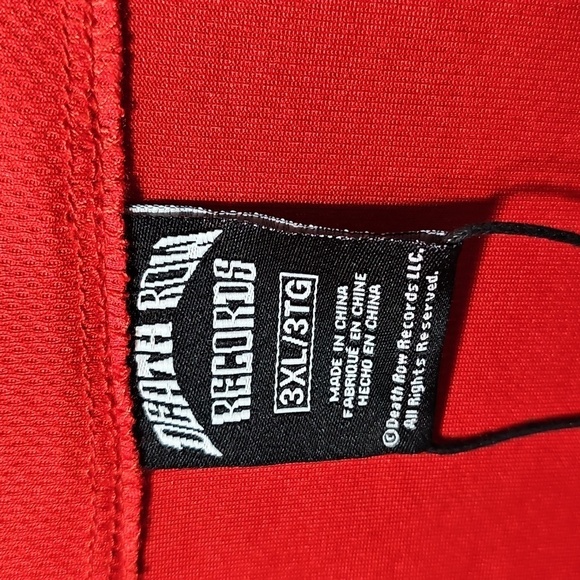 DEATH ROW
RECORDS
3XL/3TG
MADE IN CHINA
FABRIQUÉ EN CHINE
HECHO EN CHINA
©Death Row Records LLC.
All Rights Reserved.